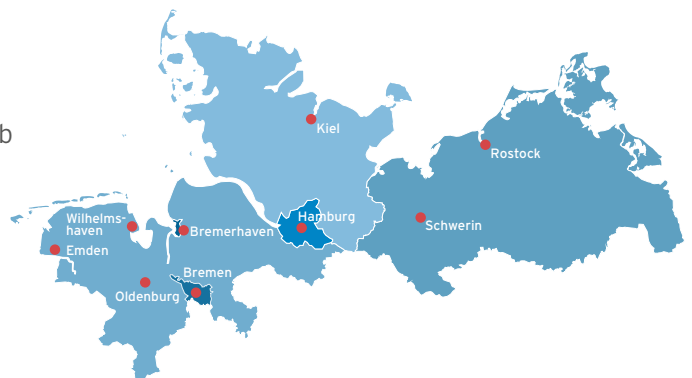 b
Kiel
Rostock
Hamburg
Wilhelms-
haven
Schwerin
Bremerhaven
Emden
Bremen
Oldenburg